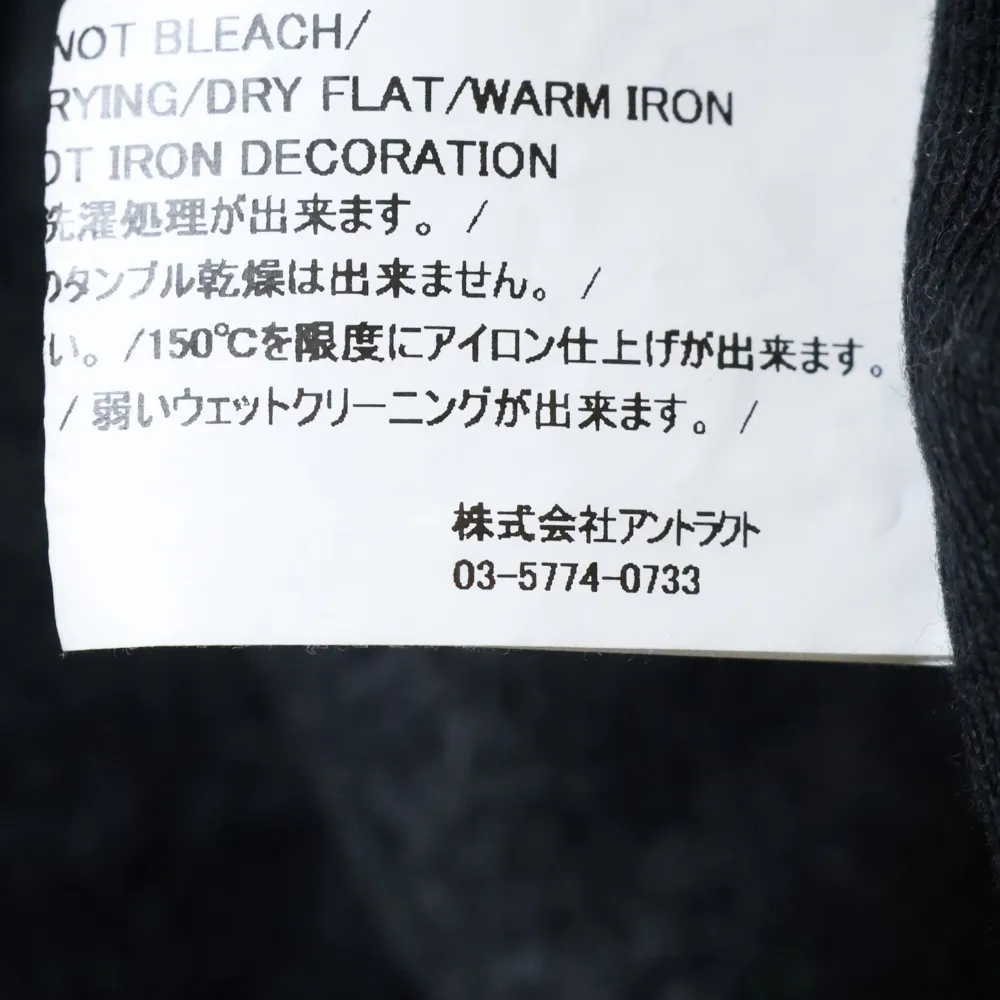 NOT BLEACH/
RYING/DRY FLAT/WARM IRON
OT IRON DECORATION
洗濯処理が出来ます。/
のタンブル乾燥は出来ません。/
い。/150℃を限度にアイロン仕上げが出来ます。
/弱いウェットクリーニングが出来ます。/
株式会社アントラクト
03-5774-0733